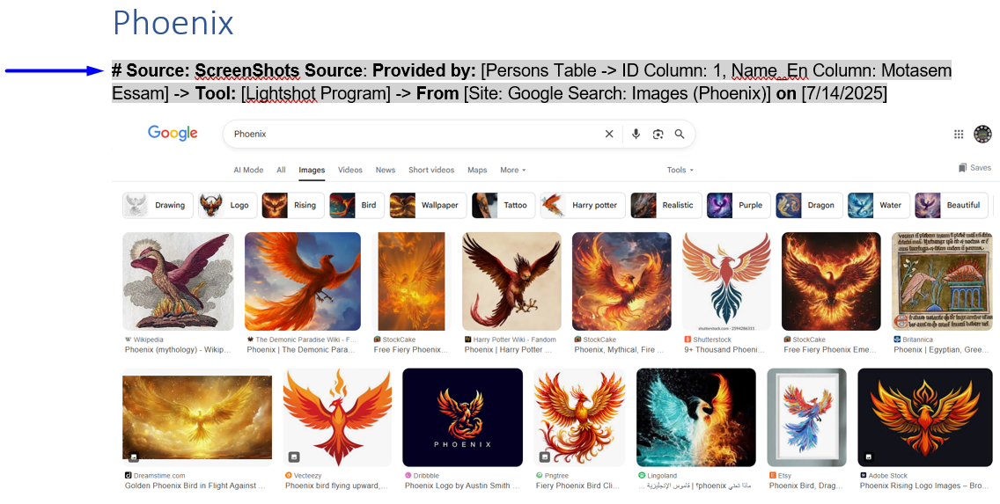 Phoenix
# Source: ScreenShots Source: Provided by: [Persons Table -> ID Column: 1, Name_En Column: Motasem
Essam] -> Tool: [Lightshot Program] -> From [Site: Google Search: Images (Phoenix)] on [7/14/2025]
Google
Phoenix
AI Mode All Images Videos News Short videos Maps More Tools
Saves
Drawing Logo Rising Bird Wallpaper Tattoo Harry potter Realistic Purple Dragon Water Beautiful
shutterstock.com · 2594266311
Wikipedia The Demonic Paradise Wiki - F... StockCake Harry Potter Wiki - Fandom StockCake Shutterstock StockCake Britannica
Phoenix (mythology) - Wikip... Phoenix | The Demonic Para... Free Fiery Phoenix... Phoenix | Harry Potter ... Phoenix, Mythical, Fire ... 9+ Thousand Phoeni... Free Fiery Phoenix Eme... Phoenix | Egyptian, Gree...
PHOENIX
Dreamstime.com Vecteezy Dribbble Pngtree Lingoland Etsy Adobe Stock
Golden Phoenix Bird in Flight Against ... Phoenix bird flying upward,... Phoenix Logo by Austin Smith ... Fiery Phoenix Bird Cli... ماذا تعني phoenix؟ | قاموس الإنجليزية ... Phoenix Bird, Drag... Phoenix Rising Logo Images – Bro...